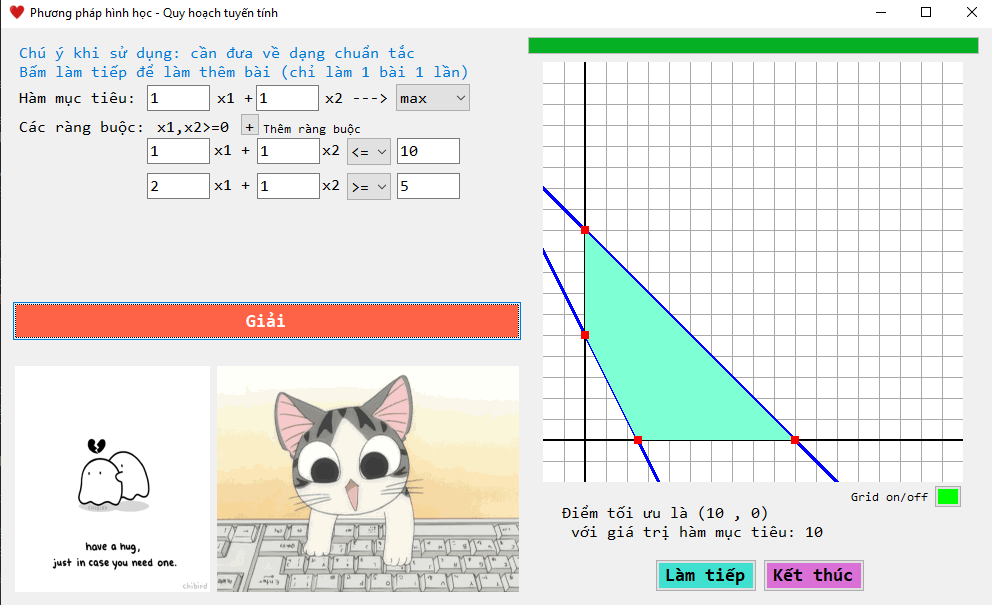 Phương pháp hình học - Quy hoạch tuyến tính
Chú ý khi sử dụng: cần đưa về dạng chuẩn tắc
Bấm làm tiếp để làm thêm bài (chỉ làm 1 bài 1 lần)
Hàm mục tiêu: 1 x1 + 1 x2 ---> max
Các ràng buộc: x1,x2>=0 + Thêm ràng buộc
1 x1 + 1 x2 <= 10
2 x1 + 1 x2 >= 5
Giải
have a hug,
just in case you need one.
chibird
Grid on/off
Điểm tối ưu là (10 , 0)
với giá trị hàm mục tiêu: 10
Làm tiếp Kết thúc